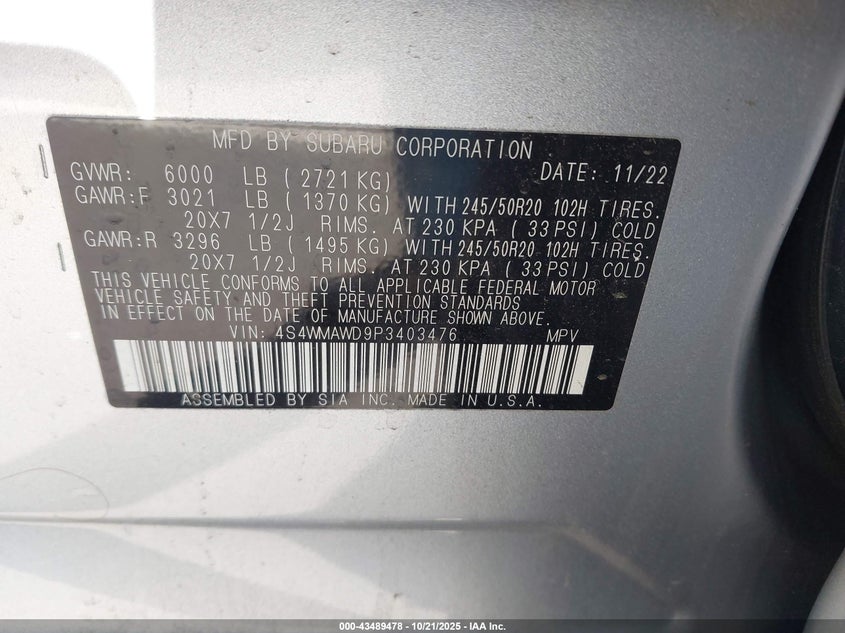 MFD BY SUBARU CORPORATION DATE: 11/22
GVWR: 6000 LB (2721 KG)
GAWR:F 3021 LB (1370 KG) WITH 245/50R20 102H TIRES.
20X7 1/2J RIMS. AT 230 KPA (33 PSI) COLD
GAWR:R 3296 LB (1495 KG) WITH 245/50R20 102H TIRES.
20X7 1/2J RIMS. AT 230 KPA (33 PSI) COLD
THIS VEHICLE CONFORMS TO ALL APPLICABLE FEDERAL MOTOR
VEHICLE SAFETY AND THEFT PREVENTION STANDARDS
IN EFFECT ON THE DATE OF MANUFACTURE SHOWN ABOVE.
VIN: 4S4WMAWD9P3403476 MPV
ASSEMBLED BY SIA INC. MADE IN U.S.A.
000-43489478 - 10/21/2025 - IAA Inc.